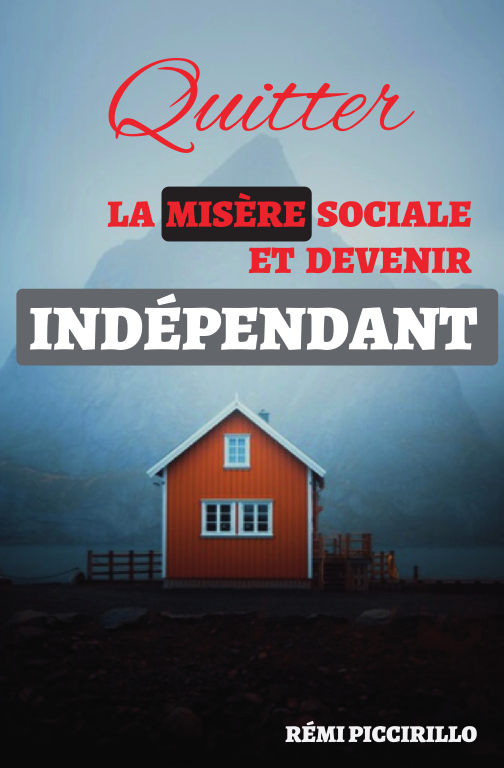 Quitter
LA MISÈRE SOCIALE
ET DEVENIR
INDÉPENDANT
RÉMI PICCIRILLO